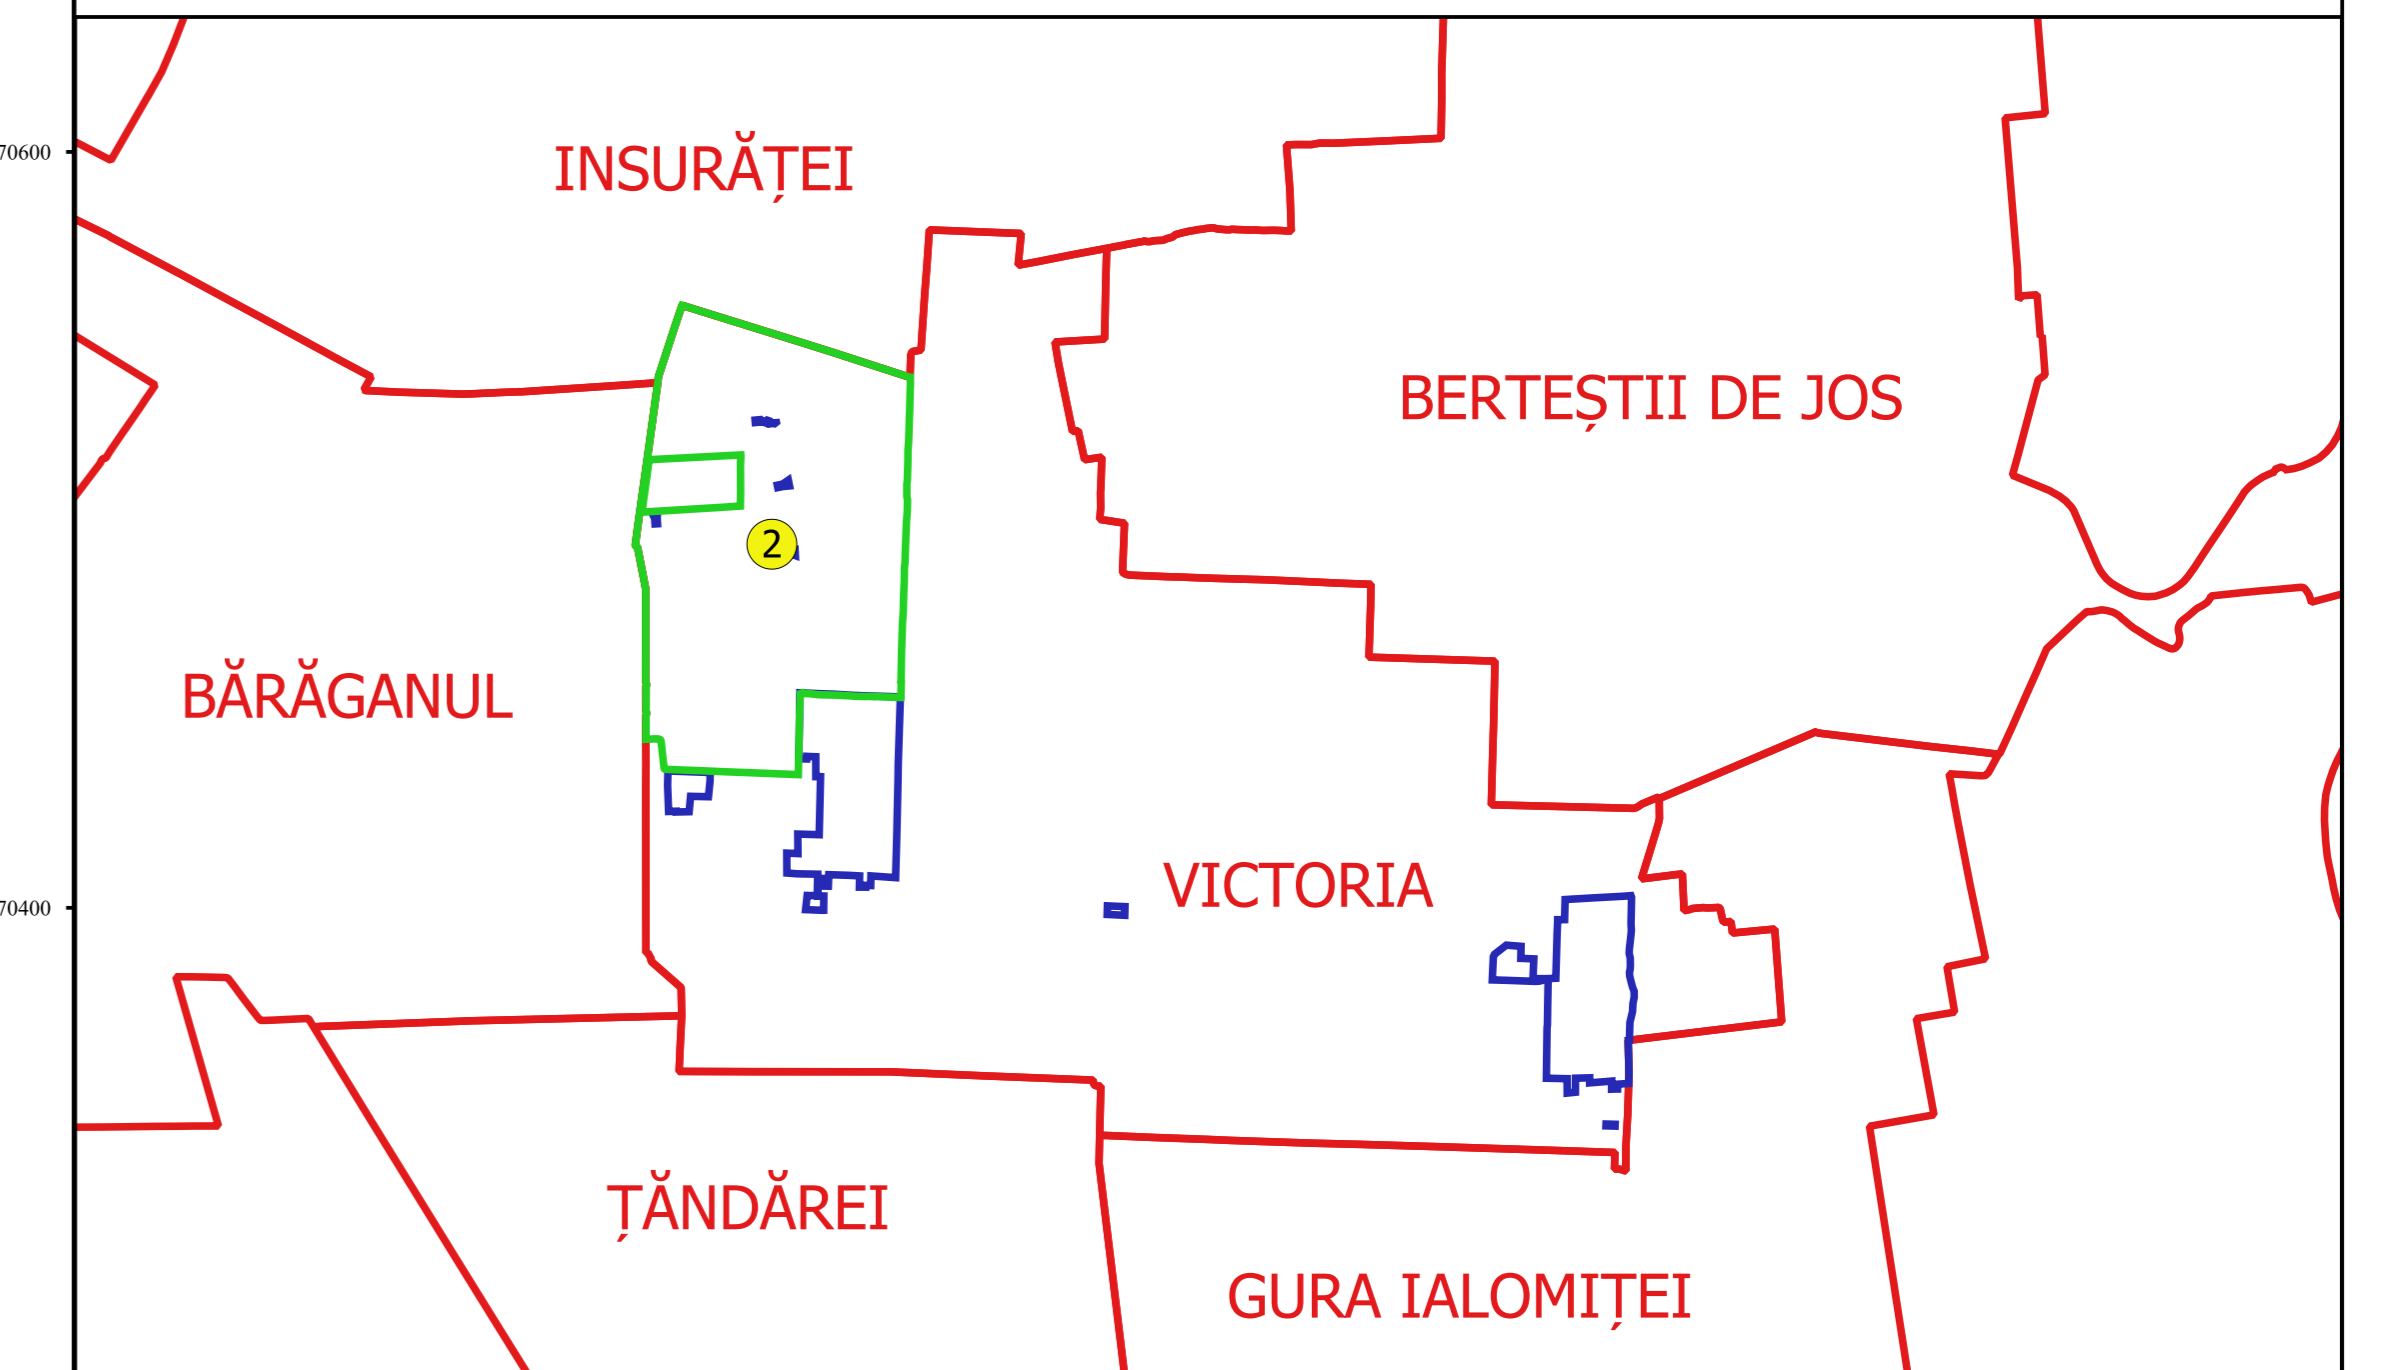 70600
INSURĂȚEI
BERTEȘTII DE JOS
2
BĂRĂGANUL
VICTORIA
70400
ȚĂNDĂREI
GURA IALOMIȚEI